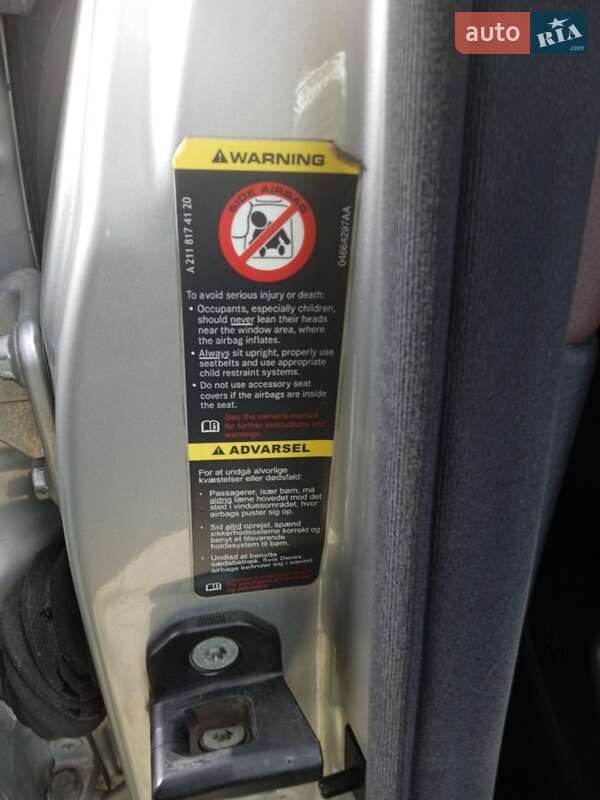 auto RIA .com
WARNING
SIDE AIRBAG
A 211 817 41 20
04664297AA
To avoid serious injury or death:
• Occupants, especially children,
should never lean their heads
near the window area, where
the airbag inflates.
• Always sit upright, properly use
seatbelts and use appropriate
child restraint systems.
• Do not use accessory seat
covers if the airbags are inside
the seat.
See the owner's manual
for further instructions and
warnings.
ADVARSEL
For at undgå alvorlige
kvæstelser eller dødsfald:
• Passagerer, især børn, må
aldrig læne hovedet mod det
sted i vinduesområdet, hvor
airbags puster sig op.
• Sid altid oprejst, spænd
sikkerhedsselerne korrekt og
benyt et tilsvarende
holdesystem til børn.
• Undlad at benytte
sædebetræk, hvis Deres
airbags befinder sig i sædet